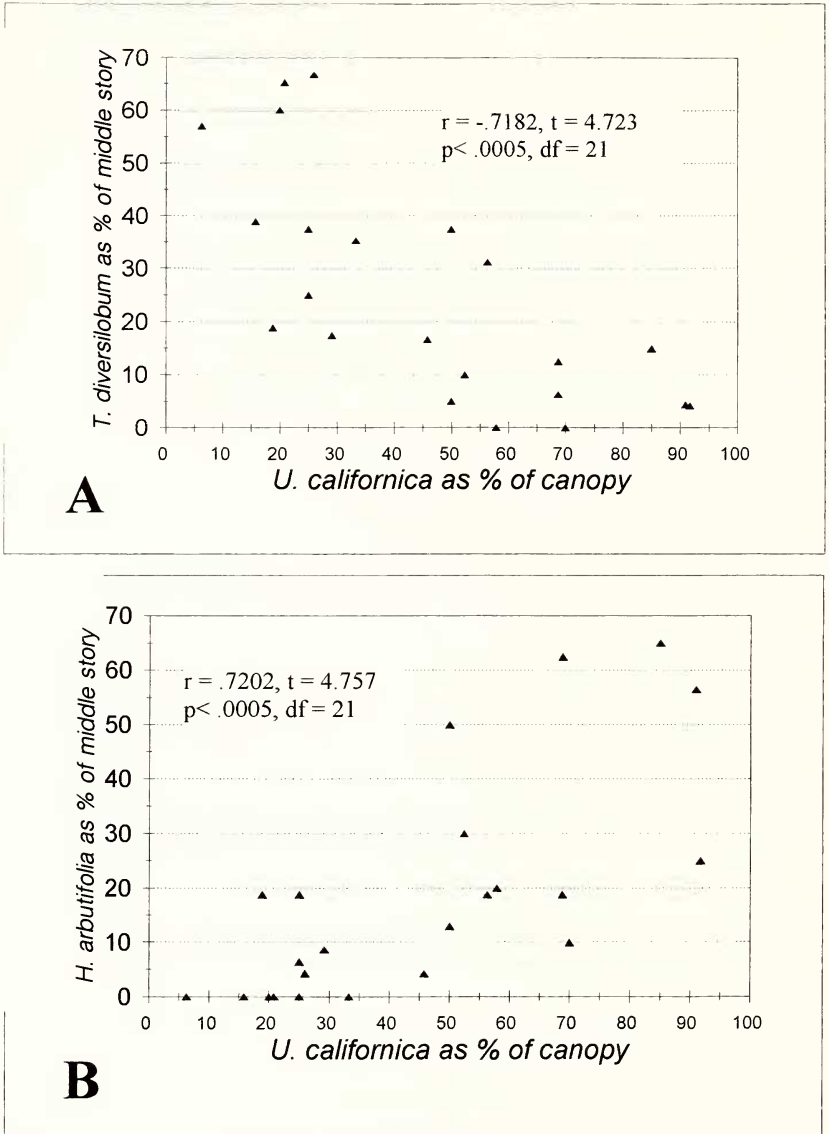 70
60
50
40
30
20
10
0
T. diversilobum as % of middle story
r = -.7182, t = 4.723
p< .0005, df = 21
0 10 20 30 40 50 60 70 80 90 100
U. californica as % of canopy
A
70
60
50
40
30
20
10
0
H. arbutifolia as % of middle story
r = .7202, t = 4.757
p< .0005, df = 21
0 10 20 30 40 50 60 70 80 90 100
U. californica as % of canopy
B